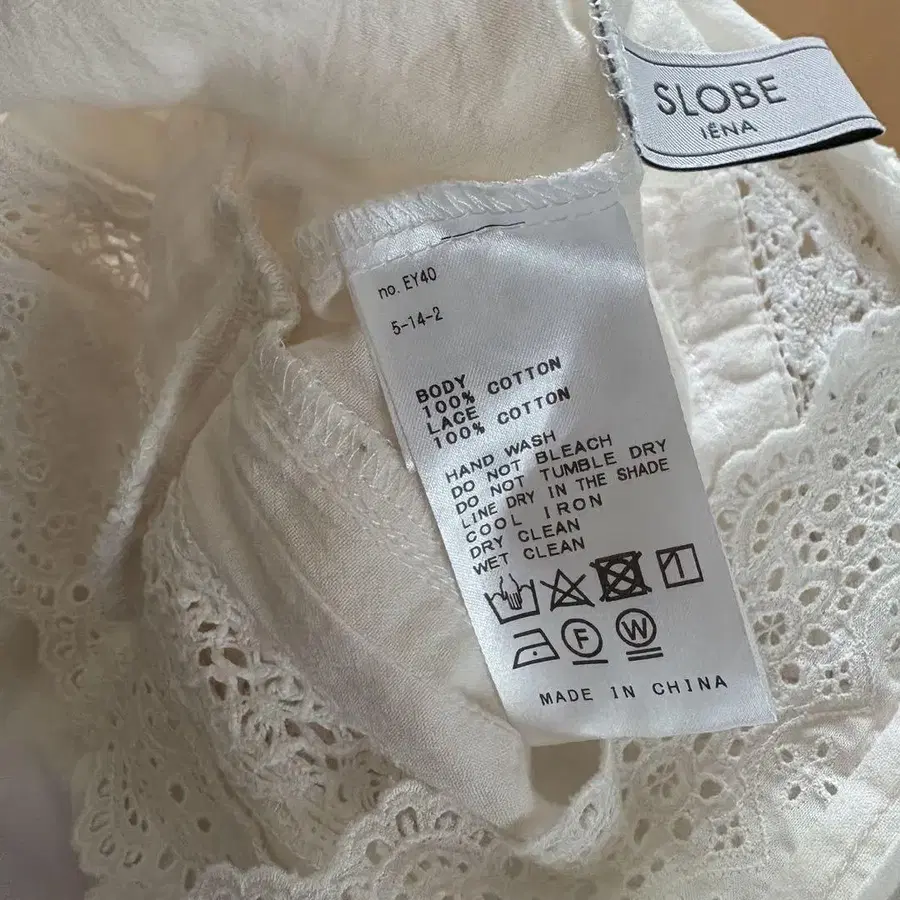 SLOBE
IÉNA
no. EY40
5-14-2
BODY
100% COTTON
LACE
100% COTTON
HAND WASH
DO NOT BLEACH
DO NOT TUMBLE DRY
LINE DRY IN THE SHADE
COOL IRON
DRY CLEAN
WET CLEAN
F W
MADE IN CHINA